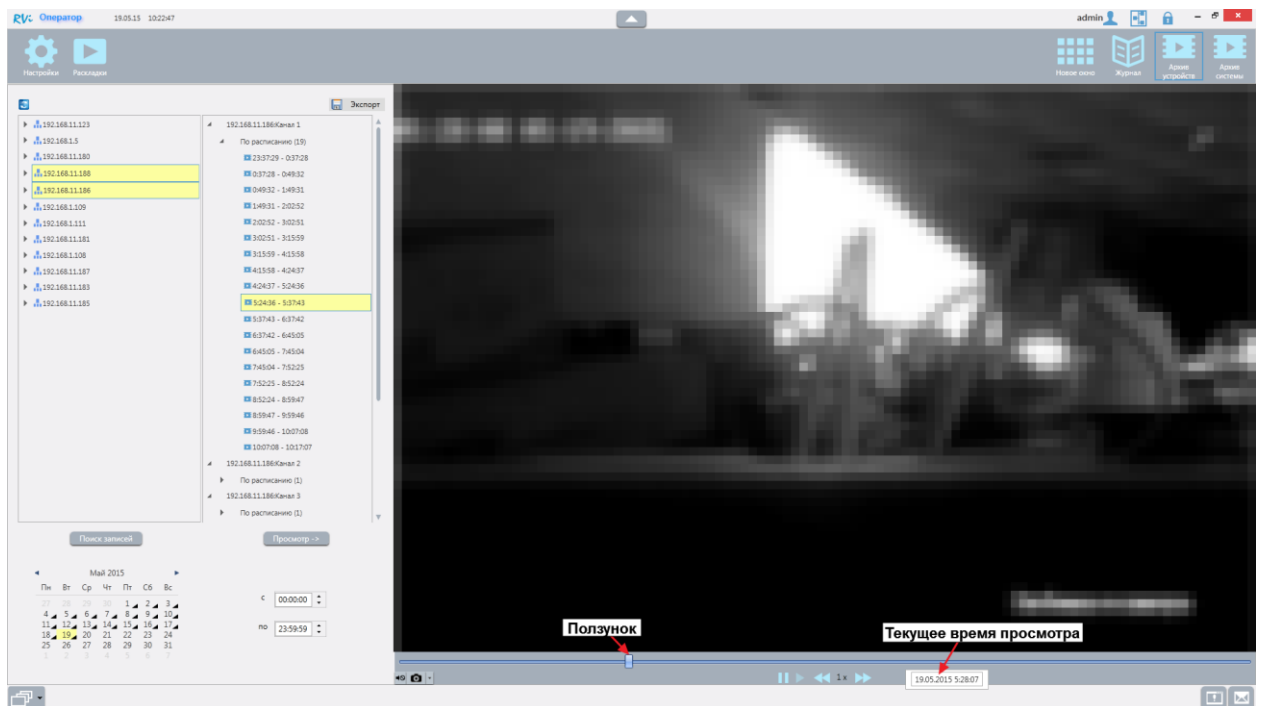 RVi Оператор 19.05.15 10:22:47 admin
Настройки Раскладки Новое окно Журнал Архив устройств Архив системы
Экспорт
192.168.11.123
192.168.1.5
192.168.11.180
192.168.11.188
192.168.11.186
192.168.1.109
192.168.1.111
192.168.11.181
192.168.1.108
192.168.11.187
192.168.11.183
192.168.11.185
192.168.11.186:Канал 1
По расписанию (19)
23:37:29 - 0:37:28
0:37:28 - 0:49:32
0:49:32 - 1:49:31
1:49:31 - 2:02:52
2:02:52 - 3:02:51
3:02:51 - 3:15:59
3:15:59 - 4:15:58
4:15:58 - 4:24:37
4:24:37 - 5:24:36
5:24:36 - 5:37:43
5:37:43 - 6:37:42
6:37:42 - 6:45:05
6:45:05 - 7:45:04
7:45:04 - 7:52:25
7:52:25 - 8:52:24
8:52:24 - 8:59:47
8:59:47 - 9:59:46
9:59:46 - 10:07:08
10:07:08 - 10:17:07
192.168.11.186:Канал 2
По расписанию (1)
192.168.11.186:Канал 3
По расписанию (1)
Поиск записей
Просмотр ->
Май 2015
Пн Вт Ср Чт Пт Сб Вс
27 28 29 30 1 2 3
4 5 6 7 8 9 10
11 12 13 14 15 16 17
18 19 20 21 22 23 24
25 26 27 28 29 30 31
1 2 3 4 5 6 7
с 00:00:00
по 23:59:59
Ползунок
Текущее время просмотра
1x
19.05.2015 5:28:07